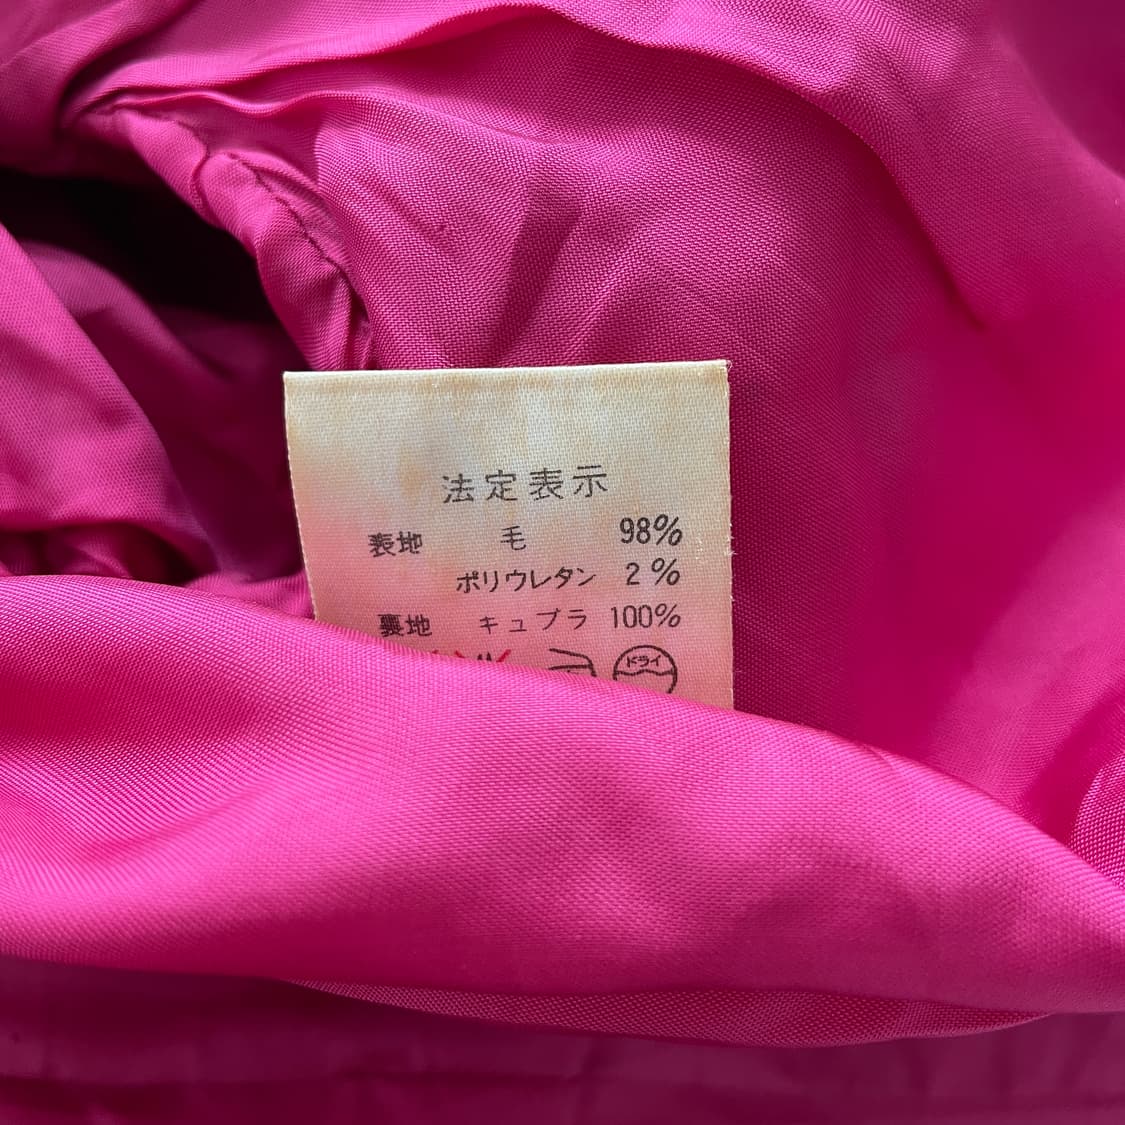 法定表示
表地 毛 98%
ポリウレタン 2%
裏地 キュプラ 100%
ドライ